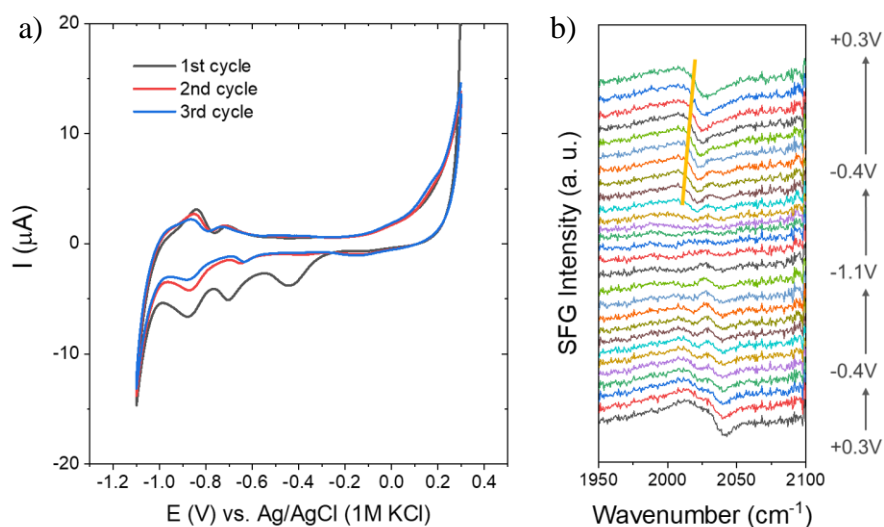 a)
20
10
0
-10
-20
I (μA)
1st cycle
2nd cycle
3rd cycle
-1.2 -1.0 -0.8 -0.6 -0.4 -0.2 0.0 0.2 0.4
E (V) vs. Ag/AgCl (1M KCl)
b)
SFG Intensity (a. u.)
1950 2000 2050 2100
Wavenumber (cm⁻¹)
+0.3V
-0.4V
-1.1V
-0.4V
+0.3V